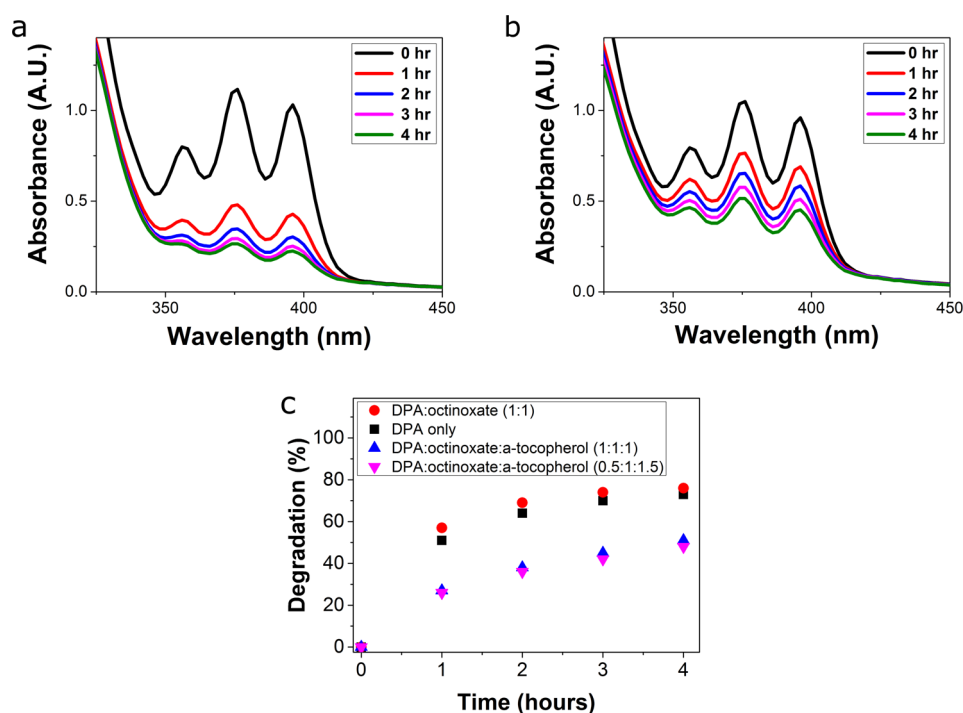 a
Absorbance (A.U.)
1.0
0.5
0.0
0 hr
1 hr
2 hr
3 hr
4 hr
350 400 450
Wavelength (nm)
b
Absorbance (A.U.)
1.0
0.5
0.0
0 hr
1 hr
2 hr
3 hr
4 hr
350 400 450
Wavelength (nm)
c
Degradation (%)
100
80
60
40
20
0
DPA:octinoxate (1:1)
DPA only
DPA:octinoxate:a-tocopherol (1:1:1)
DPA:octinoxate:a-tocopherol (0.5:1:1.5)
0 1 2 3 4
Time (hours)